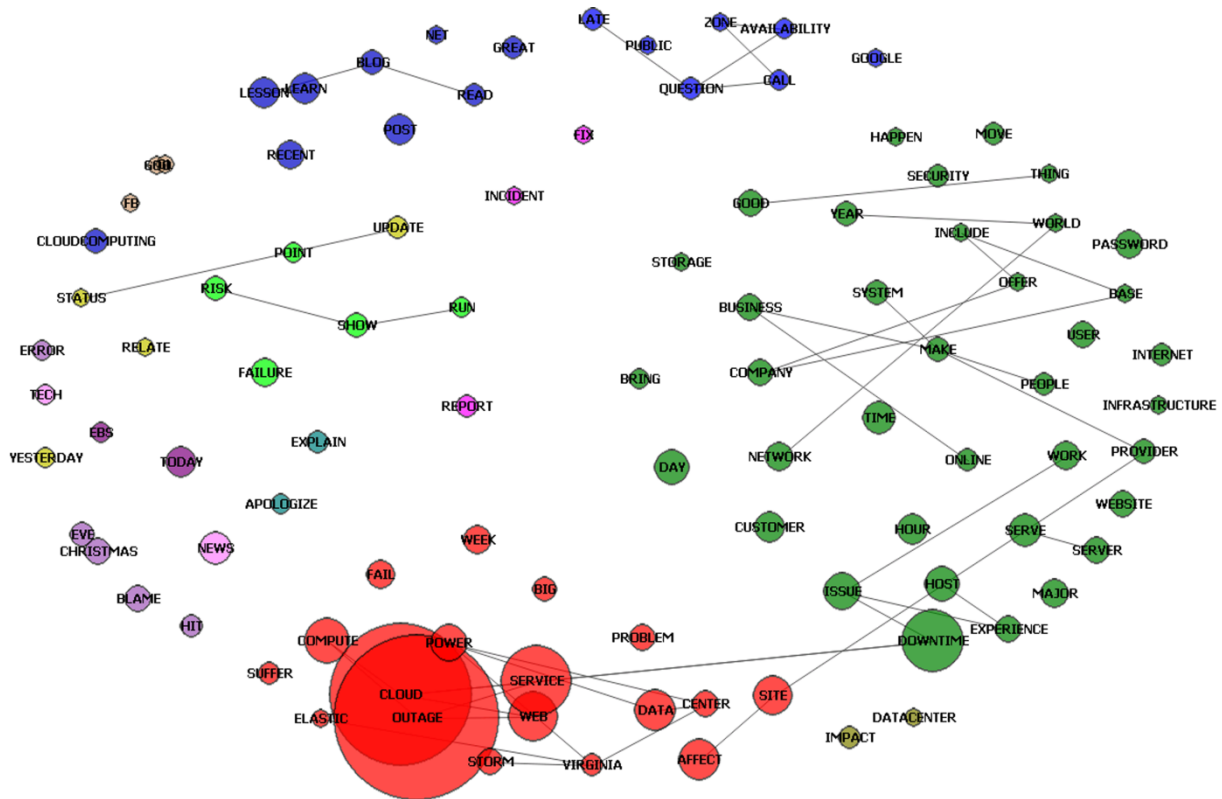 LATE
ZONE
AVAILABILITY
NET
PUBLIC
GREAT
GOOGLE
BLOG
CALL
QUESTION
LESSON
LEARN
READ
POST
FIX
HAPPEN
MOVE
RECENT
SECURITY
THING
FB
INCIDENT
GOOD
YEAR
WORLD
INCLUDE
UPDATE
CLOUDCOMPUTING
PASSWORD
POINT
STORAGE
OFFER
STATUS
RISK
SYSTEM
BASE
BUSINESS
RUN
SHOW
USER
ERROR
RELATE
MAKE
INTERNET
FAILURE
BRING
COMPANY
PEOPLE
TECH
REPORT
INFRASTRUCTURE
TIME
EBS
EXPLAIN
PROVIDER
YESTERDAY
TODAY
DAY
NETWORK
ONLINE
WORK
APOLOGIZE
WEBSITE
EVE
CHRISTMAS
NEWS
WEEK
CUSTOMER
HOUR
SERVE
SERVER
FAIL
BIG
ISSUE
HOST
MAJOR
BLAME
HIT
EXPERIENCE
COMPUTE
POWER
PROBLEM
DOWNTIME
SUFFER
SERVICE
CLOUD
SITE
CENTER
DATA
ELASTIC
OUTAGE
WEB
DATACENTER
IMPACT
STORM
VIRGINIA
AFFECT